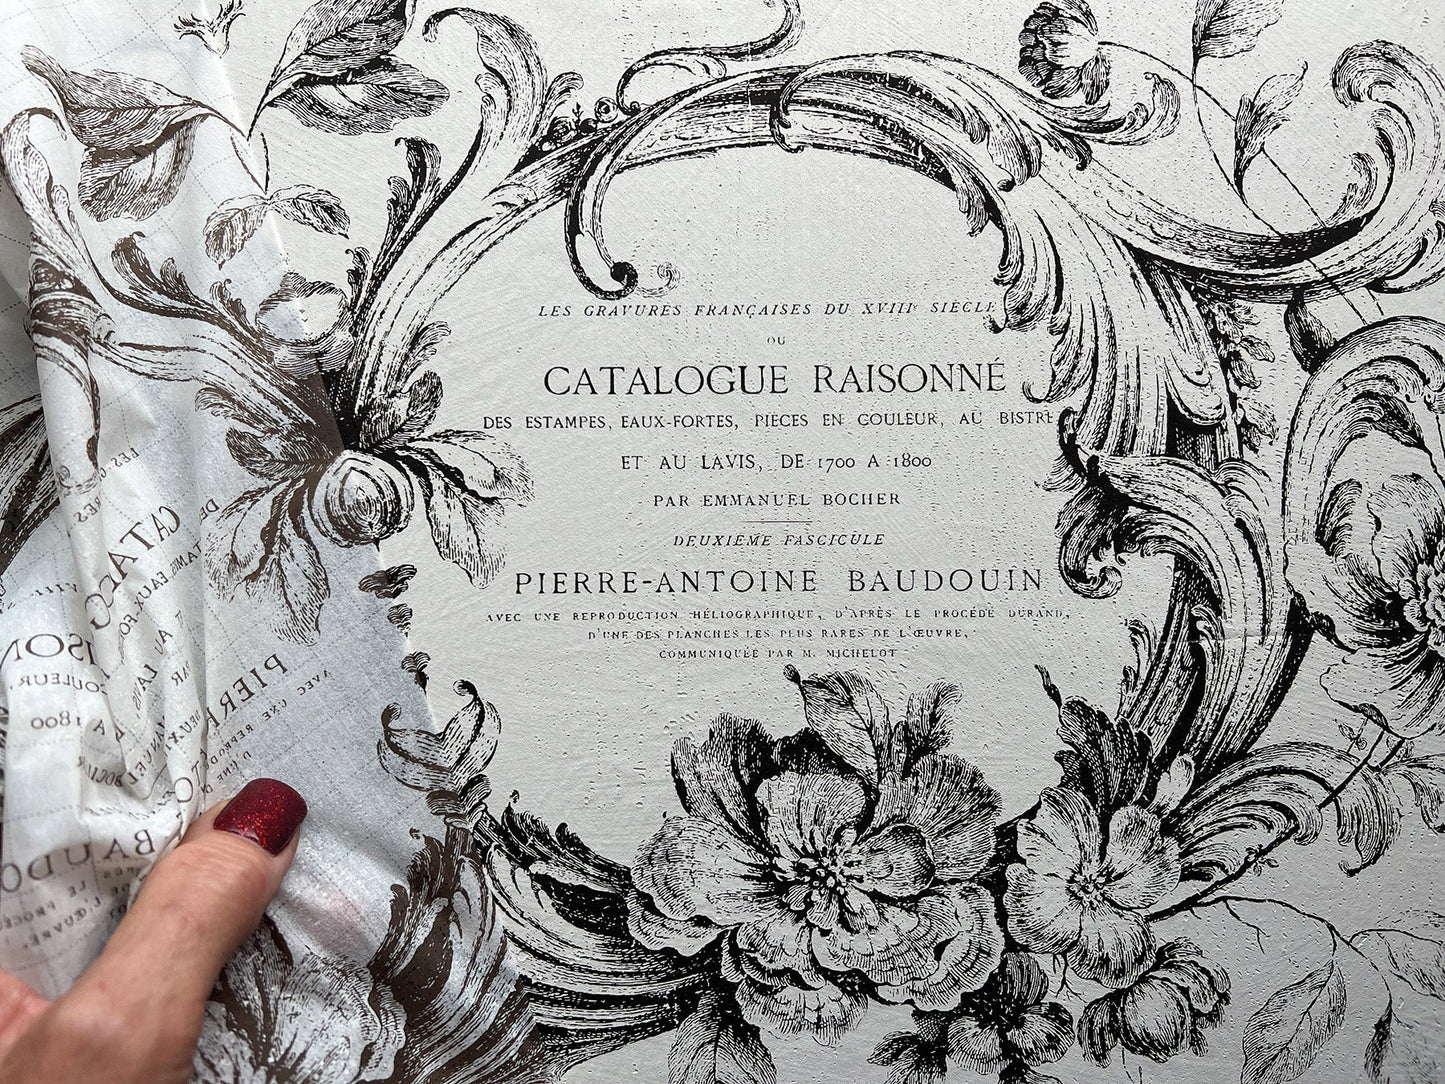 LES GRAVURES FRANÇAISES DU XVIIIe SIÈCLE
OU
CATALOGUE RAISONNÉ
DES ESTAMPES, EAUX-FORTES, PIÈCES EN COULEUR, AU BISTRE
ET AU LAVIS, DE 1700 A 1800
PAR EMMANUEL BOCHER
DEUXIÈME FASCICULE
PIERRE-ANTOINE BAUDOUIN
AVEC UNE REPRODUCTION HÉLIOGRAPHIQUE, D'APRÈS LE PROCÉDÉ DURAND,
D'UNE DES PLANCHES LES PLUS RARES DE L'ŒUVRE,
COMMUNIQUÉE PAR M. MICHELOT